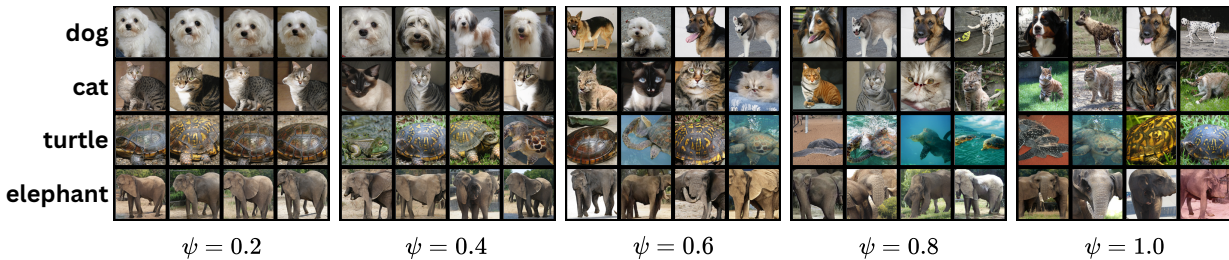 dog
cat
turtle
elephant
ψ = 0.2 ψ = 0.4 ψ = 0.6 ψ = 0.8 ψ = 1.0